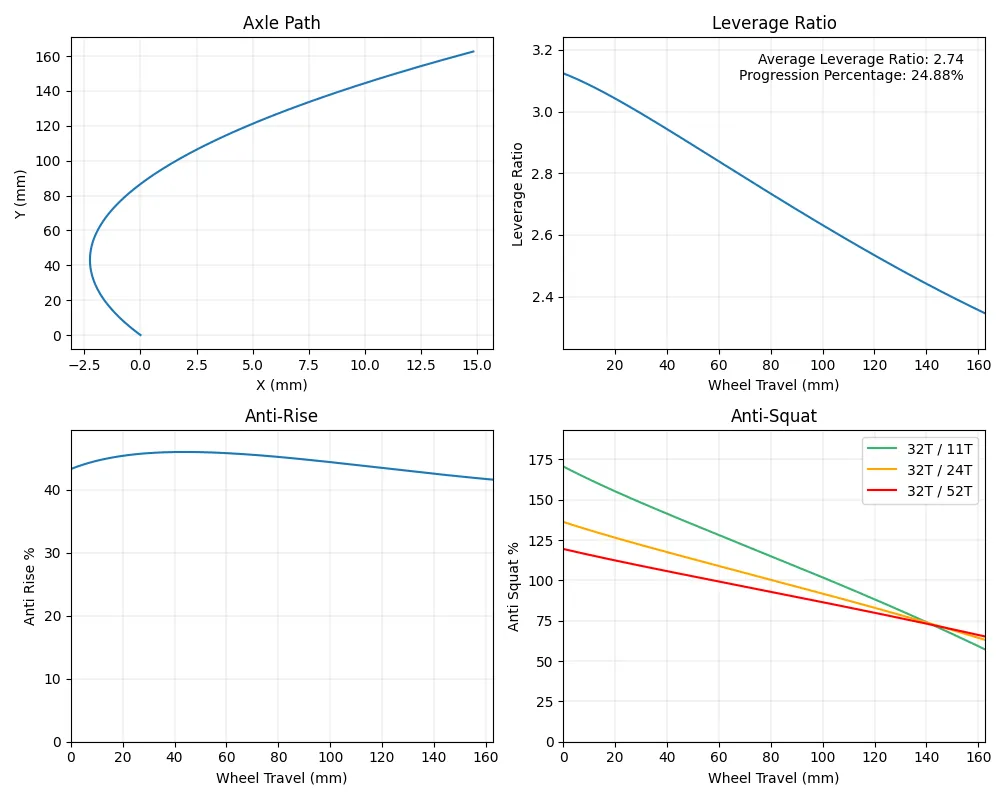 Axle Path
160
140
120
100
80
60
40
20
0
Y (mm)
−2.5 0.0 2.5 5.0 7.5 10.0 12.5 15.0
X (mm)
Leverage Ratio
Average Leverage Ratio: 2.74
Progression Percentage: 24.88%
3.2
3.0
2.8
2.6
2.4
Leverage Ratio
20 40 60 80 100 120 140 160
Wheel Travel (mm)
Anti-Rise
40
30
20
10
0
Anti Rise %
0 20 40 60 80 100 120 140 160
Wheel Travel (mm)
Anti-Squat
32T / 11T
32T / 24T
32T / 52T
175
150
125
100
75
50
25
0
Anti Squat %
0 20 40 60 80 100 120 140 160
Wheel Travel (mm)